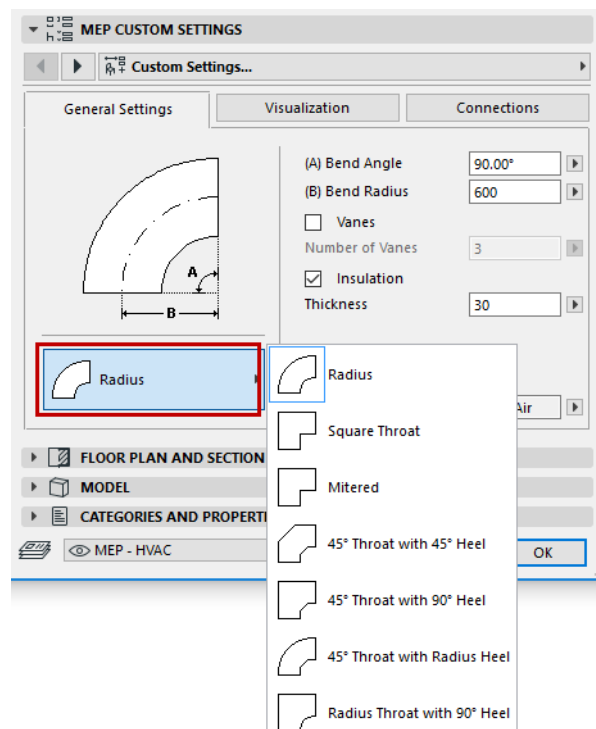 MEP CUSTOM SETTINGS
Custom Settings...
General Settings
Visualization
Connections
A
B
(A) Bend Angle 90.00°
(B) Bend Radius 600
Vanes
Number of Vanes 3
Insulation
Thickness 30
Radius
Air
Radius
Square Throat
Mitered
45° Throat with 45° Heel
45° Throat with 90° Heel
45° Throat with Radius Heel
Radius Throat with 90° Heel
FLOOR PLAN AND SECTION
MODEL
CATEGORIES AND PROPERTI
MEP - HVAC
OK